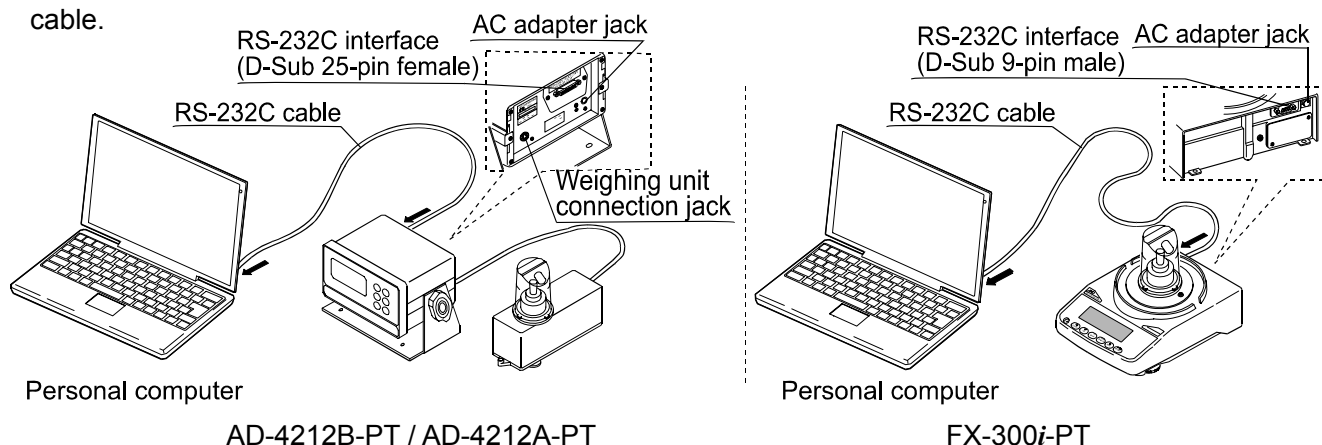 cable.
AC adapter jack
RS-232C interface
(D-Sub 25-pin female)
RS-232C cable
Weighing unit
connection jack
Personal computer
AD-4212B-PT / AD-4212A-PT
RS-232C interface
(D-Sub 9-pin male)
AC adapter jack
RS-232C cable
Personal computer
FX-300i-PT